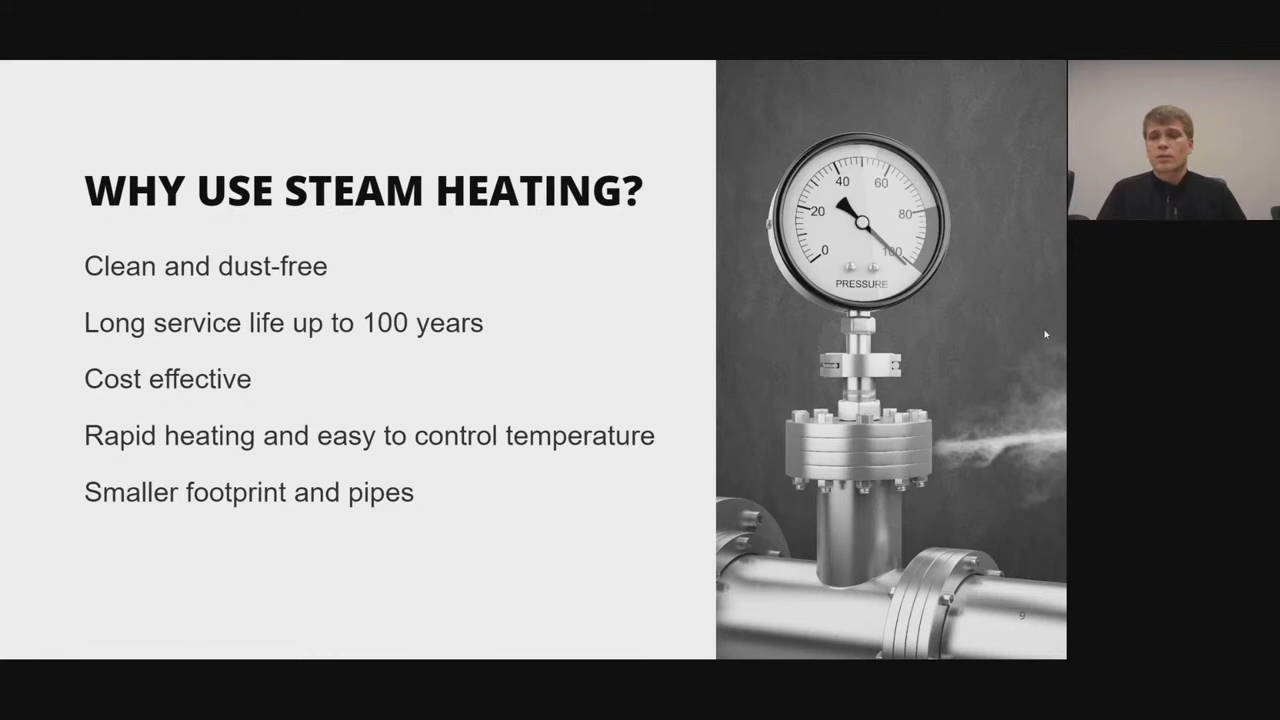 WHY USE STEAM HEATING?
Clean and dust-free
Long service life up to 100 years
Cost effective
Rapid heating and easy to control temperature
Smaller footprint and pipes
40 60
20 80
0 100
PRESSURE
9